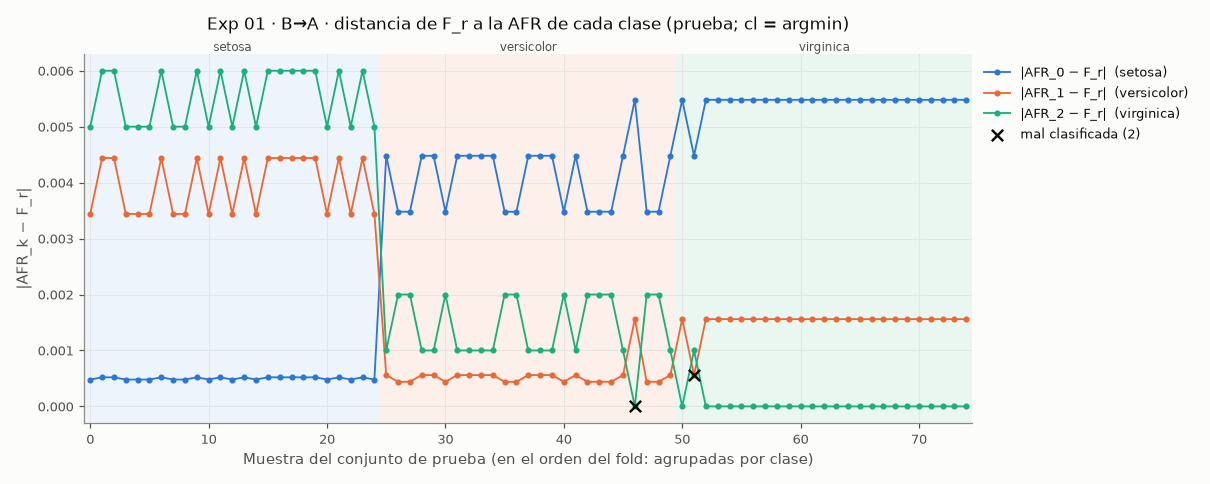 Exp 01 · B→A · distancia de F_r a la AFR de cada clase (prueba; cl = argmin)
setosa
versicolor
virginica
|AFR_0 − F_r| (setosa)
|AFR_1 − F_r| (versicolor)
|AFR_2 − F_r| (virginica)
mal clasificada (2)
|AFR_k − F_r|
0.006
0.005
0.004
0.003
0.002
0.001
0.000
0 10 20 30 40 50 60 70
Muestra del conjunto de prueba (en el orden del fold: agrupadas por clase)